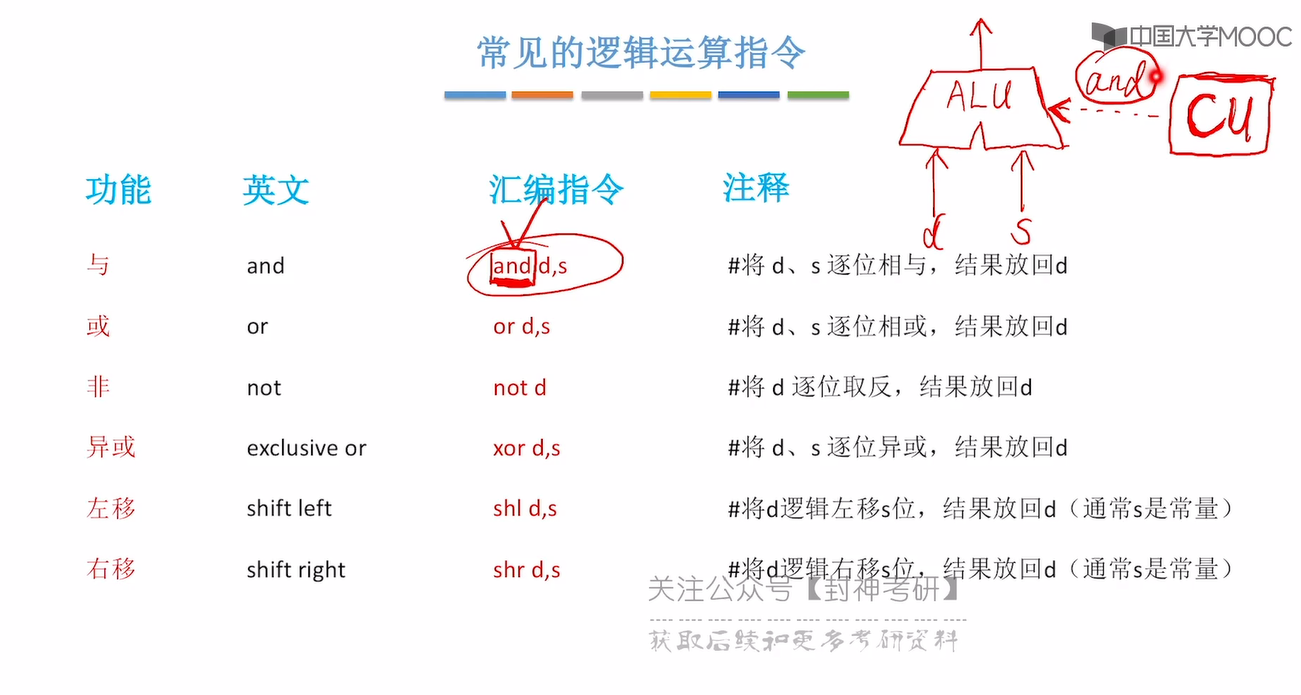 常见的逻辑运算指令
中国大学MOOC
ALU
and
CU
d
s
功能 英文 汇编指令 注释
与 and and d,s #将 d、s 逐位相与，结果放回d
或 or or d,s #将 d、s 逐位相或，结果放回d
非 not not d #将 d 逐位取反，结果放回d
异或 exclusive or xor d,s #将 d、s 逐位异或，结果放回d
左移 shift left shl d,s #将d逻辑左移s位，结果放回d（通常s是常量）
右移 shift right shr d,s #将d逻辑右移s位，结果放回d（通常s是常量）
关注公众号【封神考研】
获取后续和更多考研资料